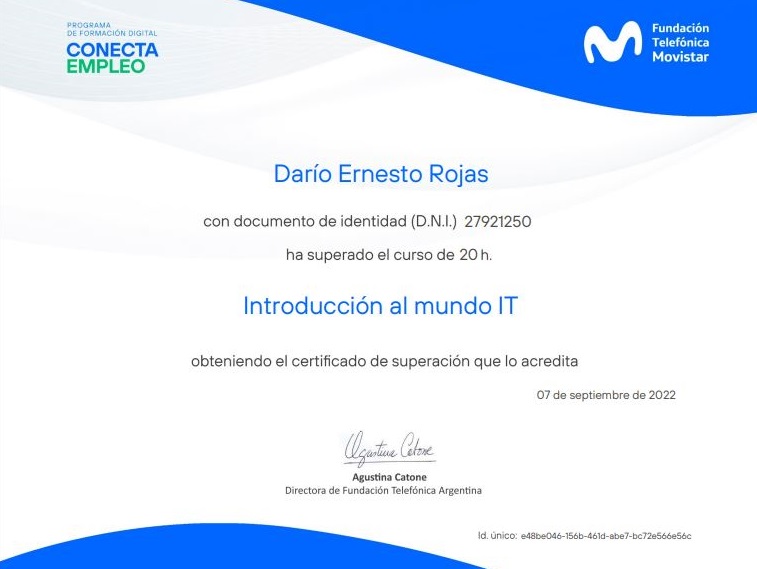 PROGRAMA
DE FORMACIÓN DIGITAL
CONECTA
EMPLEO
Fundación
Telefónica
Movistar
Darío Ernesto Rojas
con documento de identidad (D.N.I.) 27921250
ha superado el curso de 20 h.
Introducción al mundo IT
obteniendo el certificado de superación que lo acredita
07 de septiembre de 2022
Agustina Catone
Agustina Catone
Directora de Fundación Telefónica Argentina
Id. único: e48be046-156b-461d-abe7-bc72e566e56c